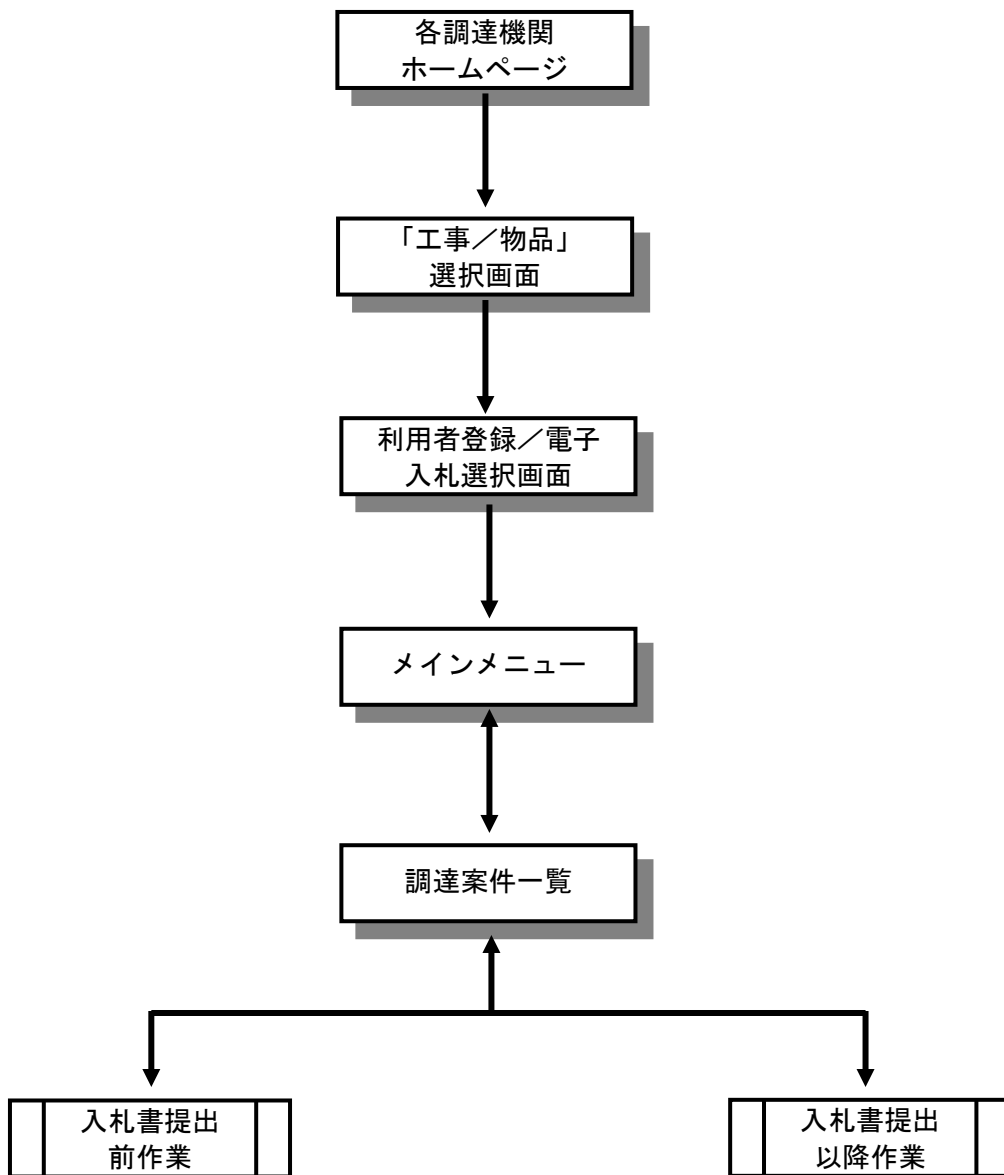 各調達機関
ホームページ
「工事／物品」
選択画面
利用者登録／電子
入札選択画面
メインメニュー
調達案件一覧
入札書提出
前作業
入札書提出
以降作業